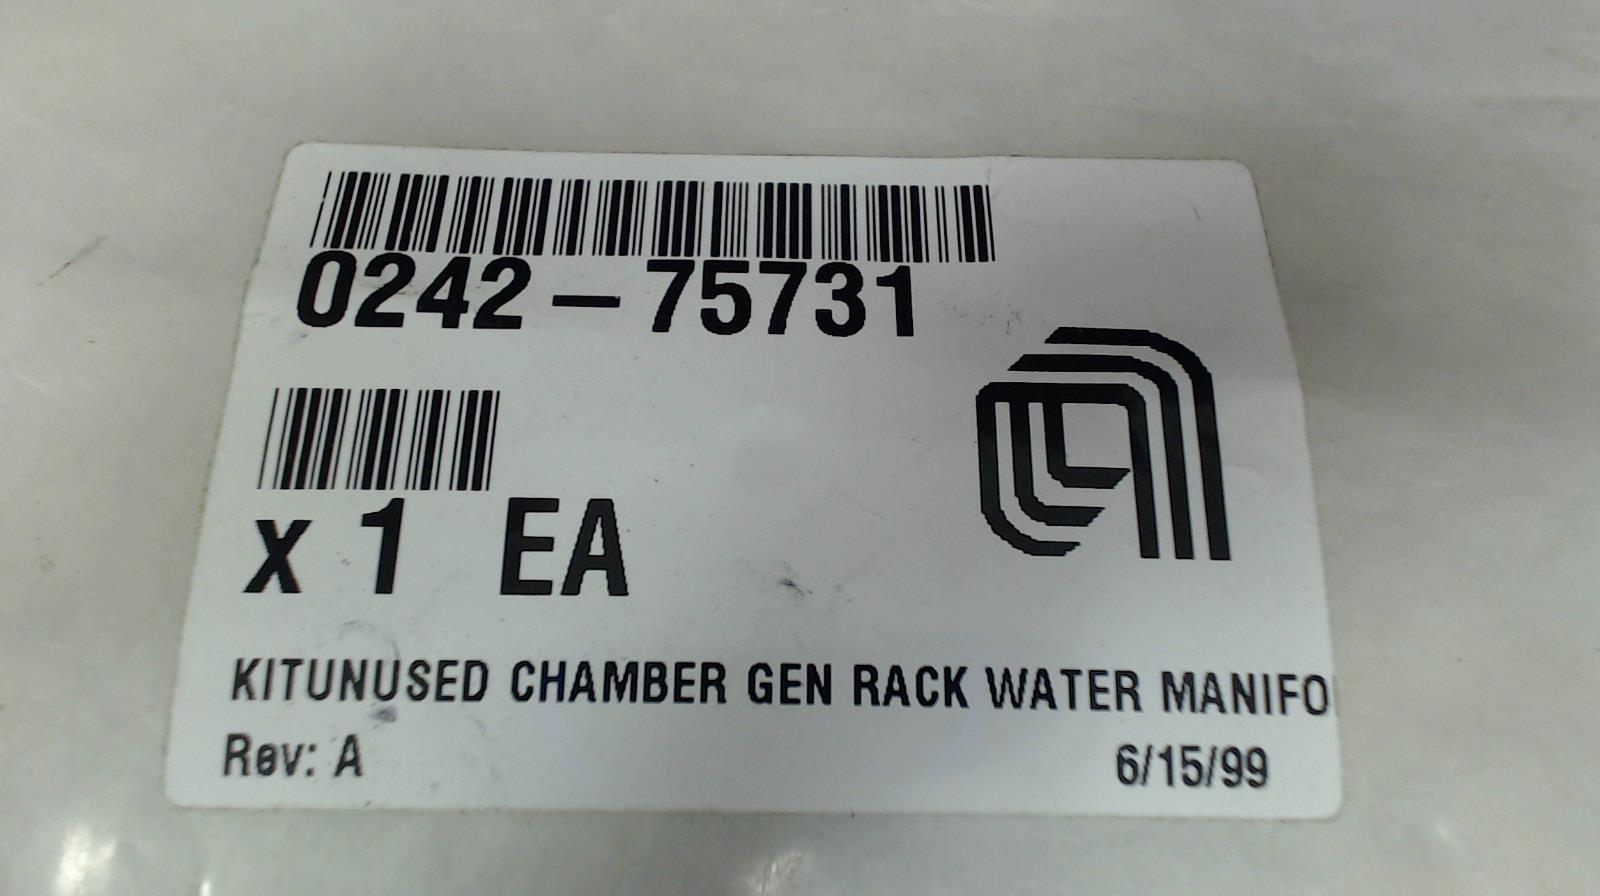 0242-75731
x 1 EA
KITUNUSED CHAMBER GEN RACK WATER MANIFO
Rev: A 6/15/99